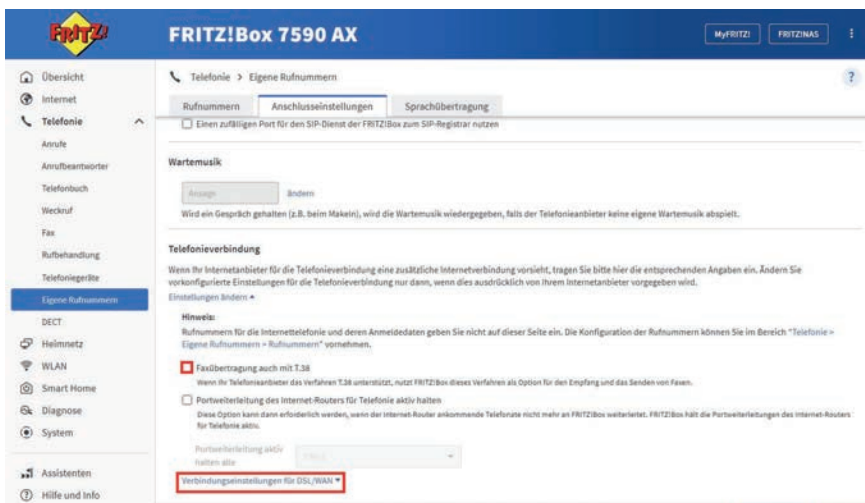 FRITZ!
FRITZ!Box 7590 AX
MyFRITZ!
FRITZ!NAS
Übersicht
Internet
Telefonie
Anrufe
Anrufbeantworter
Telefonbuch
Weckruf
Fax
Rufbehandlung
Telefoniegeräte
Eigene Rufnummern
DECT
Heimnetz
WLAN
Smart Home
Diagnose
System
Assistenten
Hilfe und Info
Telefonie > Eigene Rufnummern
?
Rufnummern
Anschlusseinstellungen
Sprachübertragung
Einen zufälligen Port für den SIP-Dienst der FRITZ!Box zum SIP-Registrar nutzen
Wartemusik
Ansage
ändern
Wird ein Gespräch gehalten (z.B. beim Makeln), wird die Wartemusik wiedergegeben, falls der Telefonieanbieter keine eigene Wartemusik abspielt.
Telefonieverbindung
Wenn Ihr Internetanbieter für die Telefonieverbindung eine zusätzliche Internetverbindung vorsieht, tragen Sie bitte hier die entsprechenden Angaben ein. Ändern Sie
vorkonfigurierte Einstellungen für die Telefonieverbindung nur dann, wenn dies ausdrücklich von Ihrem Internetanbieter vorgegeben wird.
Einstellungen ändern
Hinweis:
Rufnummern für die Internettelefonie und deren Anmeldedaten geben Sie nicht auf dieser Seite ein. Die Konfiguration der Rufnummern können Sie im Bereich "Telefonie >
Eigene Rufnummern > Rufnummern" vornehmen.
Faxübertragung auch mit T.38
Wenn Ihr Telefonieanbieter das Verfahren T.38 unterstützt, nutzt FRITZ!Box dieses Verfahren als Option für den Empfang und das Senden von Faxen.
Portweiterleitung des Internet-Routers für Telefonie aktiv halten
Diese Option kann dann erforderlich werden, wenn der Internet-Router ankommende Telefonate nicht mehr an FRITZ!Box weiterleitet. FRITZ!Box hält die Portweiterleitungen des Internet-Routers
für Telefonie aktiv.
Portweiterleitung aktiv
halten alle
Verbindungseinstellungen für DSL/WAN